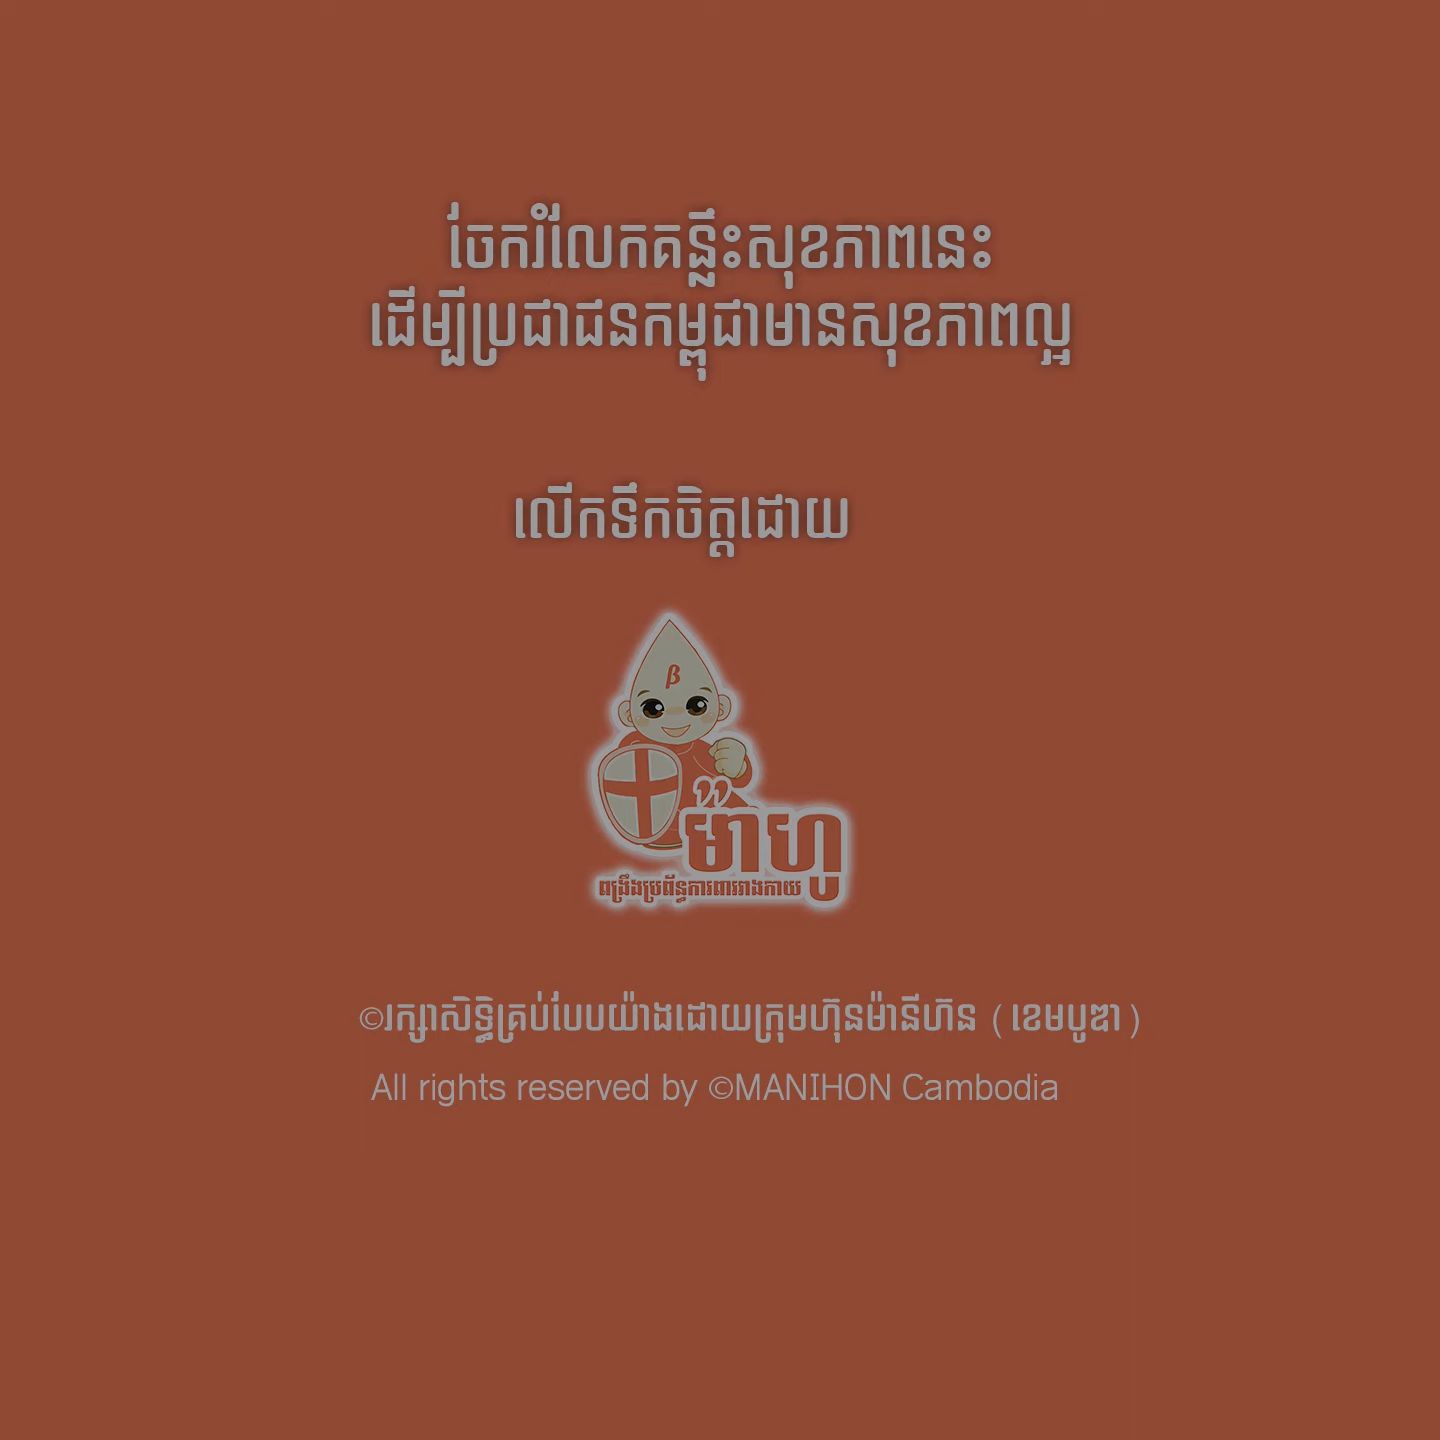 ចែករំលែកគន្លឹះសុខភាពនេះ
ដើម្បីប្រជាជនកម្ពុជាមានសុខភាពល្អ
លើកទឹកចិត្តដោយ
β
ម៉ាហូ
ពង្រឹងប្រព័ន្ធការពាររាងកាយ
©រក្សាសិទ្ធិគ្រប់បែបយ៉ាងដោយក្រុមហ៊ុនម៉ានីហ៊ន (ខេមបូឌា)
All rights reserved by ©MANIHON Cambodia